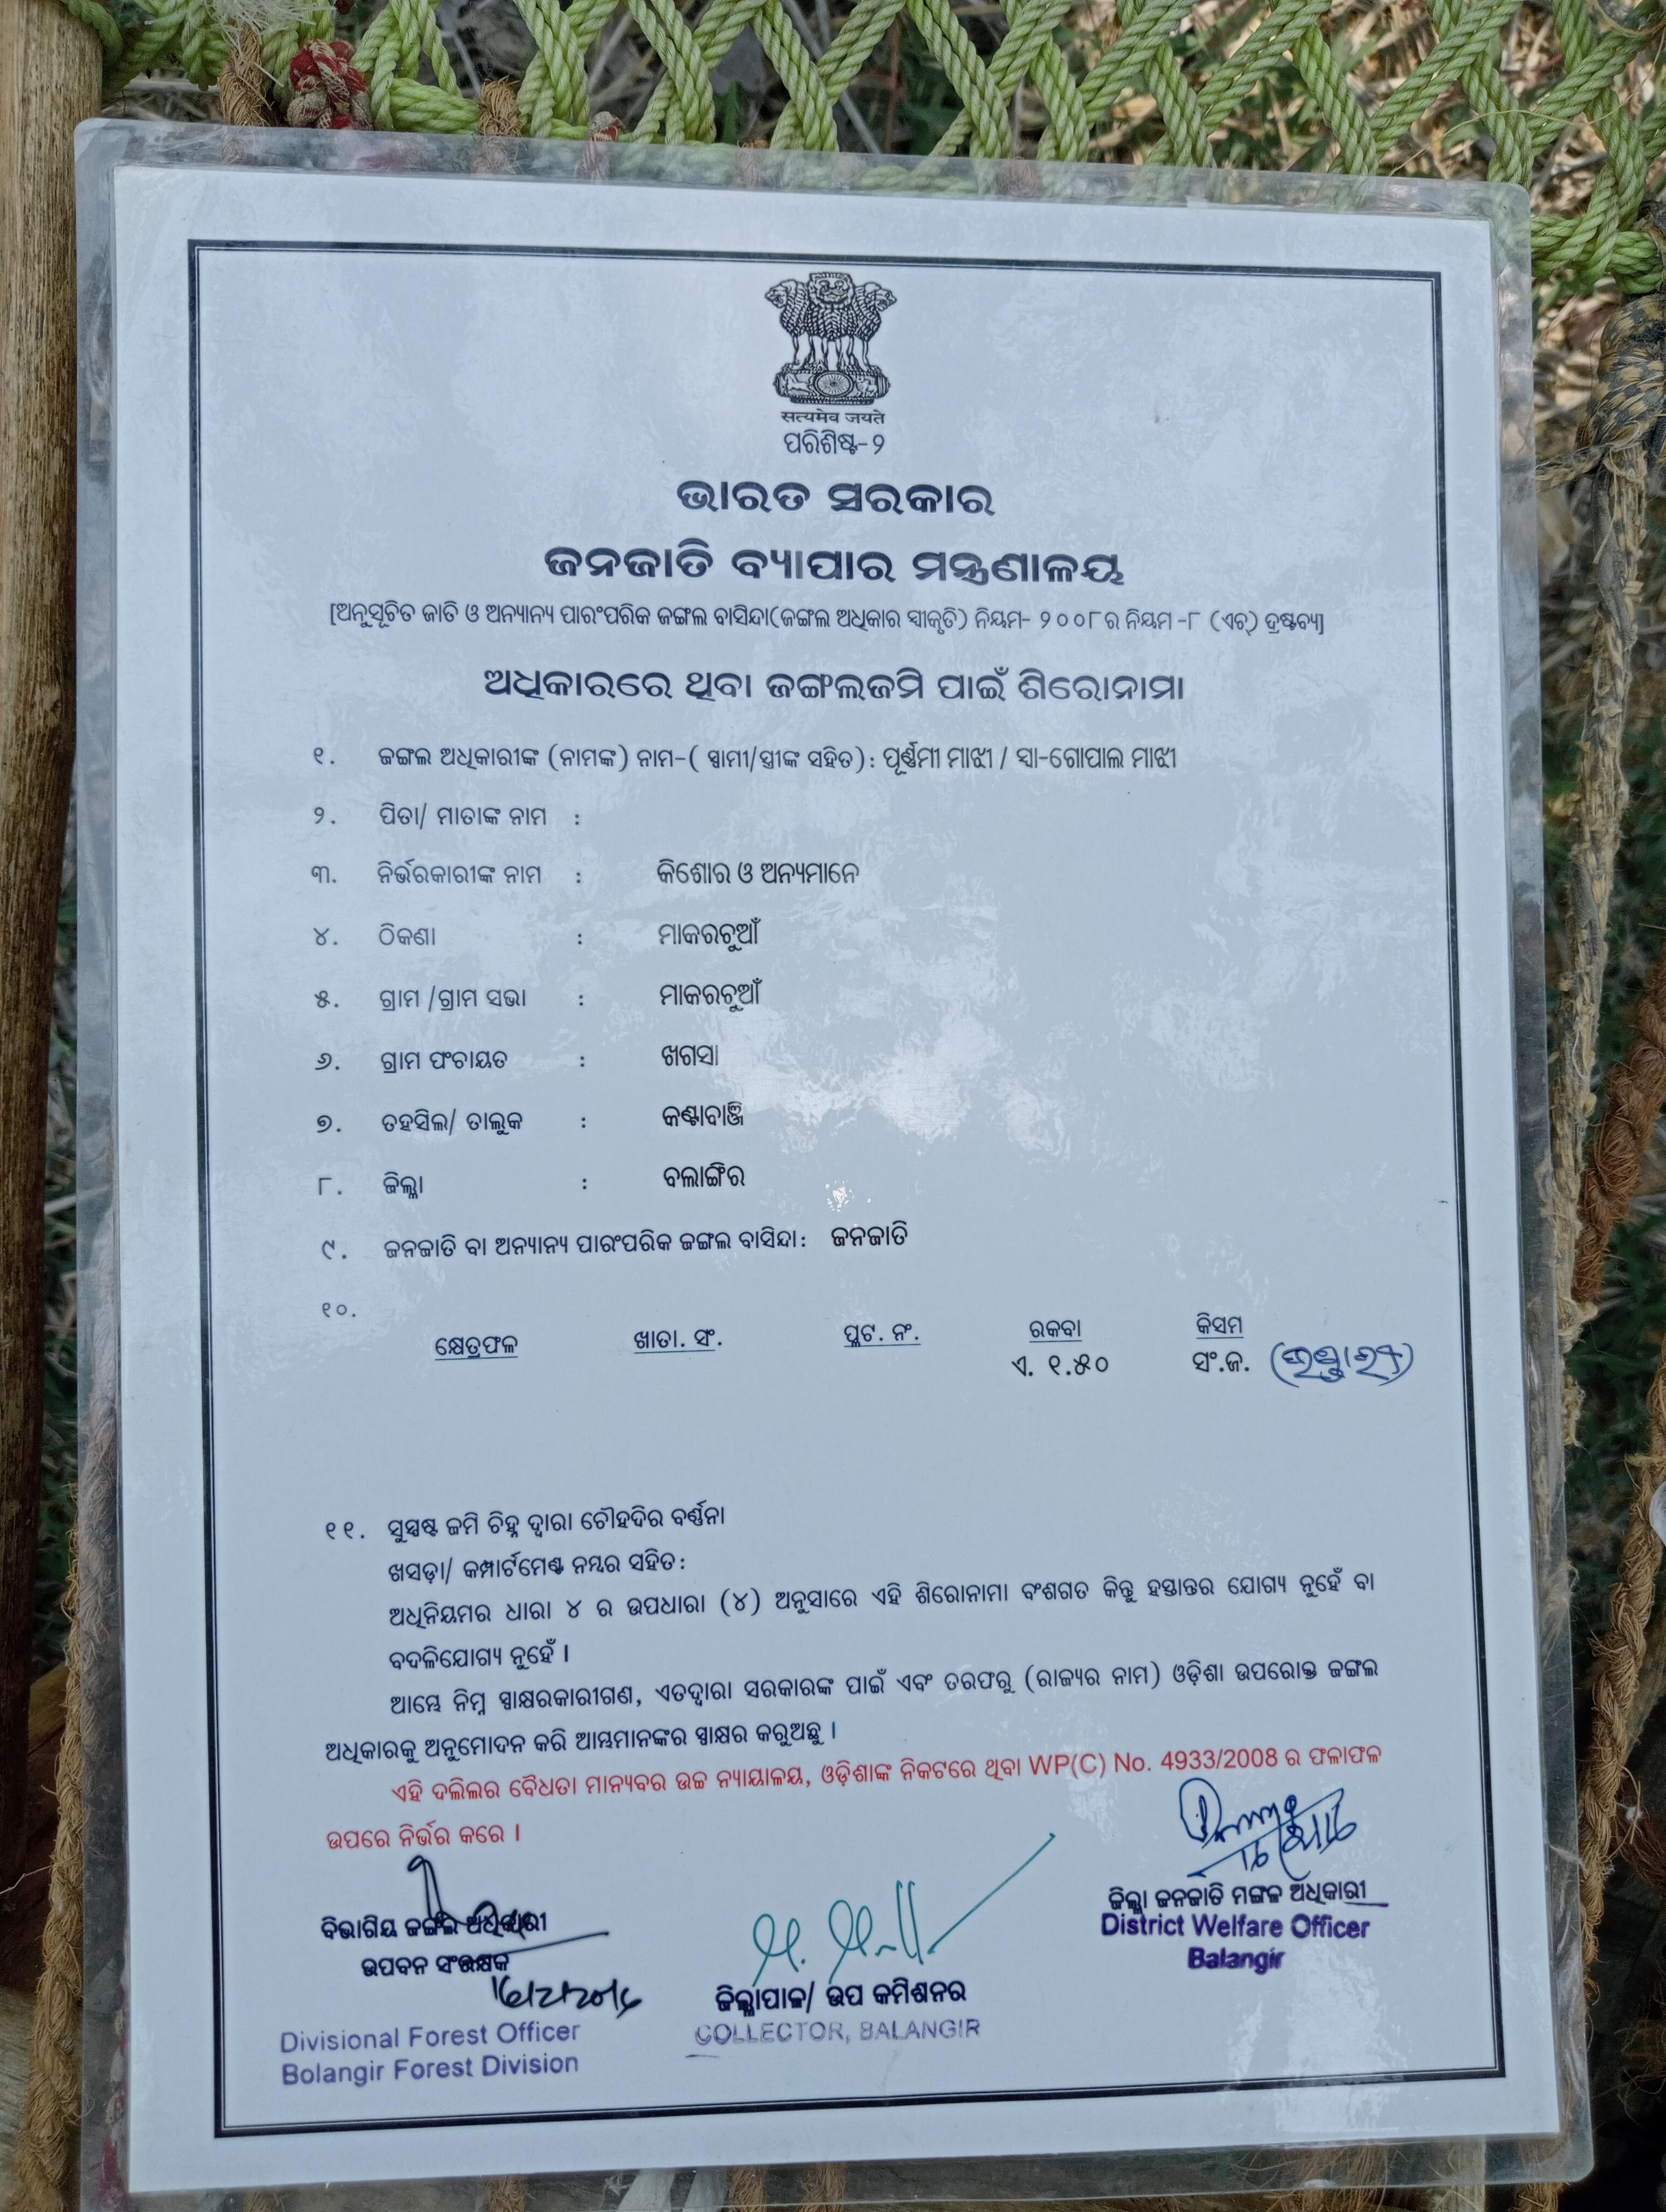 सत्यमेव जयते
ପରିଶିଷ୍ଟ-୨
ଭାରତ ସରକାର
ଜନଜାତି ବ୍ୟାପାର ମନ୍ତ୍ରଣାଳୟ
[ଅନୁସୂଚିତ ଜାତି ଓ ଅନ୍ୟାନ୍ୟ ପାରଂପରିକ ଜଙ୍ଗଲ ବାସିନ୍ଦା(ଜଙ୍ଗଲ ଅଧିକାର ସ୍ୱୀକୃତି) ନିୟମ- ୨୦୦୮ର ନିୟମ -୮ (ଏଚ୍) ଦ୍ରଷ୍ଟବ୍ୟ]
ଅଧିକାରରେ ଥିବା ଜଙ୍ଗଲଜମି ପାଇଁ ଶିରୋନାମା
୧. ଜଙ୍ଗଲ ଅଧିକାରୀଙ୍କ (ନାମଙ୍କ) ନାମ-( ସ୍ୱାମୀ/ସ୍ତ୍ରୀଙ୍କ ସହିତ): ପୂର୍ଣ୍ଣମୀ ମାଝୀ / ସ୍ୱା-ଗୋପାଲ ମାଝୀ
୨. ପିତା/ ମାତାଙ୍କ ନାମ :
୩. ନିର୍ଭରକାରୀଙ୍କ ନାମ : କିଶୋର ଓ ଅନ୍ୟମାନେ
୪. ଠିକଣା : ମାକରଚୁଆଁ
୫. ଗ୍ରାମ /ଗ୍ରାମ ସଭା : ମାକରଚୁଆଁ
୬. ଗ୍ରାମ ପଂଚାୟତ : ଖଗସା
୭. ତହସିଲ/ ତାଲୁକ : କଣ୍ଟାବାଞ୍ଜି
୮. ଜିଲ୍ଲା : ବଲାଙ୍ଗିର
୯. ଜନଜାତି ବା ଅନ୍ୟାନ୍ୟ ପାରଂପରିକ ଜଙ୍ଗଲ ବାସିନ୍ଦା: ଜନଜାତି
୧୦.
କ୍ଷେତ୍ରଫଳ ଖାତା. ସଂ. ପ୍ଲଟ. ନଂ. ରକବା କିସମ
ଏ. ୧.୫୦ ସଂ.ଜ.
୧୧. ସୁସ୍ପଷ୍ଟ ଜମି ଚିହ୍ନ ଦ୍ୱାରା ଚୌହଦିର ବର୍ଣ୍ଣନା
ଖସଡ଼ା/ କମ୍ପାର୍ଟମେଣ୍ଟ ନମ୍ବର ସହିତ:
ଅଧିନିୟମର ଧାରା ୪ ର ଉପଧାରା (୪) ଅନୁସାରେ ଏହି ଶିରୋନାମା ବଂଶଗତ କିନ୍ତୁ ହସ୍ତାନ୍ତର ଯୋଗ୍ୟ ନୁହେଁ ବା
ବଦଳିଯୋଗ୍ୟ ନୁହେଁ ।
ଆମ୍ଭେ ନିମ୍ନ ସ୍ୱାକ୍ଷରକାରୀଗଣ, ଏତଦ୍ୱାରା ସରକାରଙ୍କ ପାଇଁ ଏବଂ ତରଫରୁ (ରାଜ୍ୟର ନାମ) ଓଡ଼ିଶା ଉପରୋକ୍ତ ଜଙ୍ଗଲ
ଅଧିକାରକୁ ଅନୁମୋଦନ କରି ଆମ୍ଭମାନଙ୍କର ସ୍ୱାକ୍ଷର କରୁଅଛୁ ।
ଏହି ଦଲିଲର ବୈଧତା ମାନ୍ୟବର ଉଚ୍ଚ ନ୍ୟାୟାଳୟ, ଓଡ଼ିଶାଙ୍କ ନିକଟରେ ଥିବା WP(C) No. 4933/2008 ର ଫଳାଫଳ
ଉପରେ ନିର୍ଭର କରେ ।
ବିଭାଗିୟ ଜଙ୍ଗଲ ଅଧିକାରୀ
ଉପବନ ସଂରକ୍ଷକ
Divisional Forest Officer
Bolangir Forest Division
ଜିଲ୍ଲାପାଳ/ ଉପ କମିଶନର
COLLECTOR, BALANGIR
ଜିଲ୍ଲା ଜନଜାତି ମଙ୍ଗଳ ଅଧିକାରୀ
District Welfare Officer
Balangir